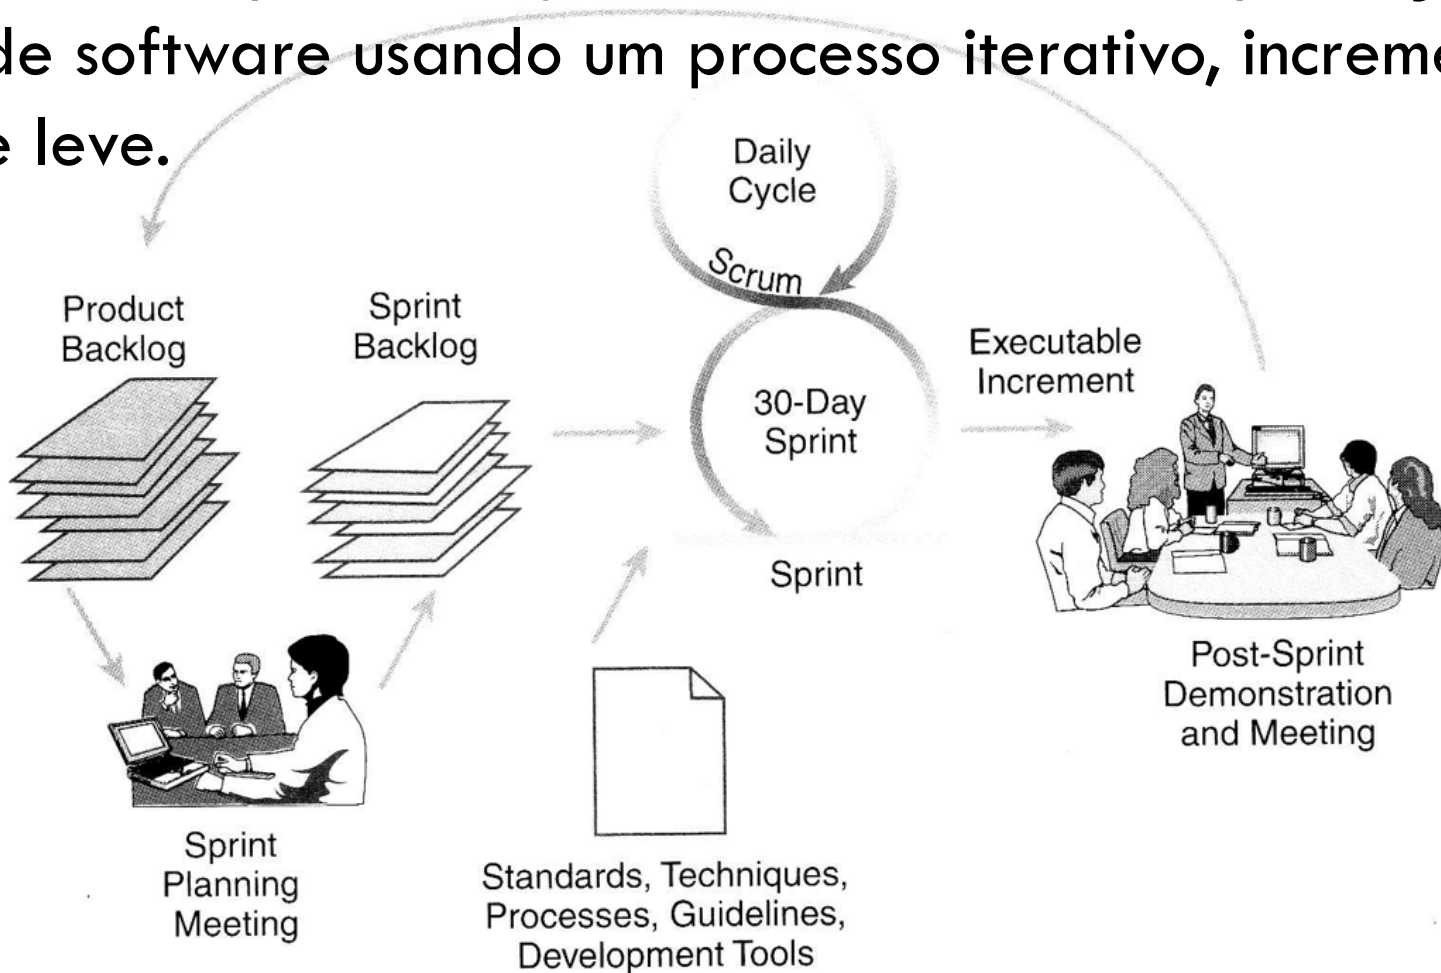 de software usando um processo iterativo,
e leve.
Daily
Cycle
Scrum
Product
Backlog
Sprint
Backlog
30-Day
Sprint
Executable
Increment
Sprint
Post-Sprint
Demonstration
and Meeting
Sprint
Planning
Meeting
Standards, Techniques,
Processes, Guidelines,
Development Tools